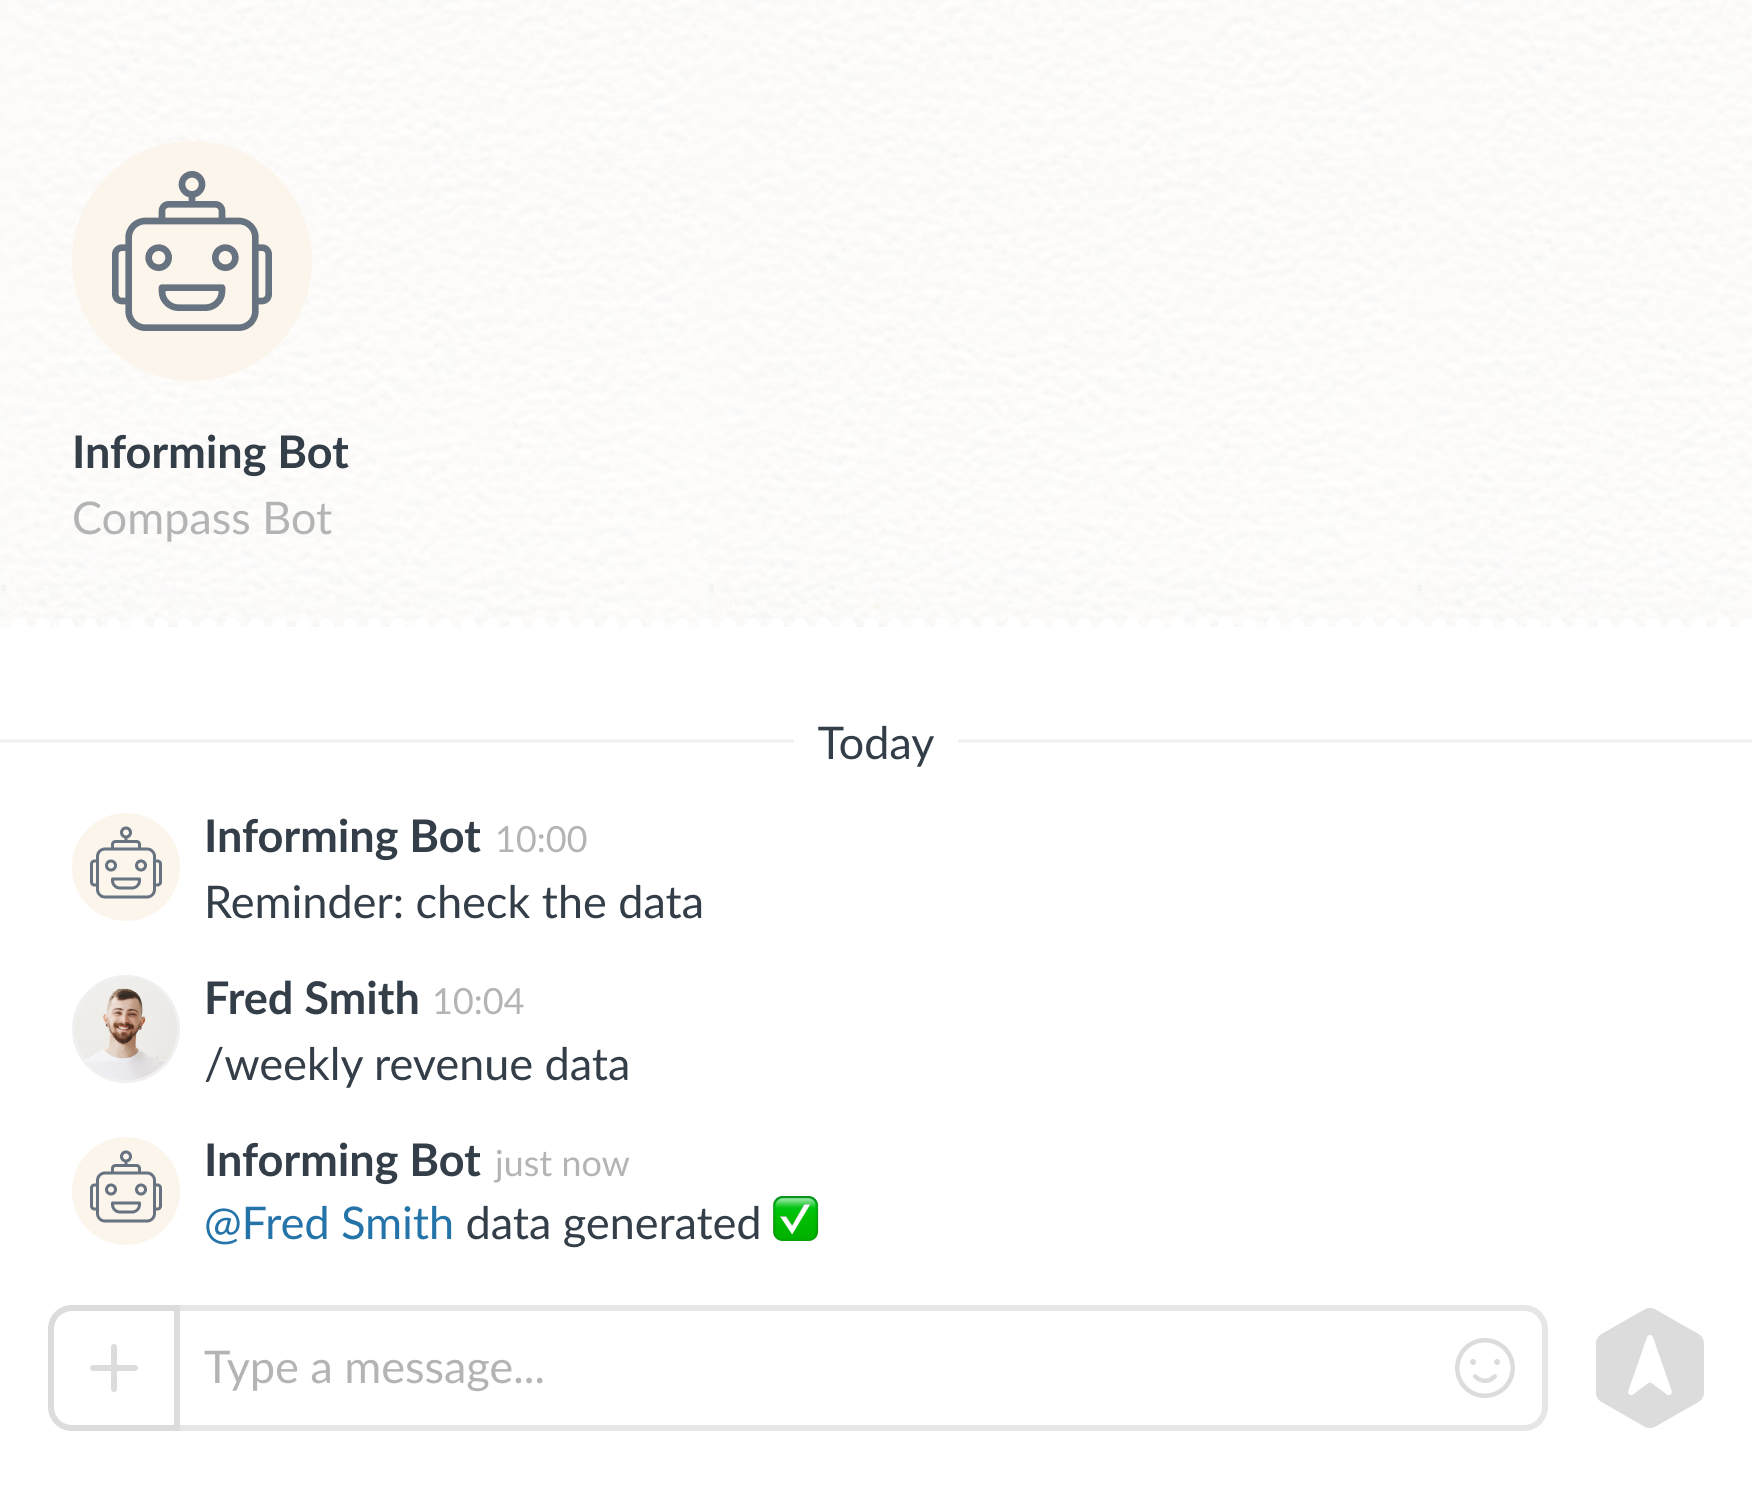 Informing Bot
Compass Bot
Today
Informing Bot 10:00
Reminder: check the data
Fred Smith 10:04
/weekly revenue data
Informing Bot just now
@Fred Smith data generated ✅
Type a message...